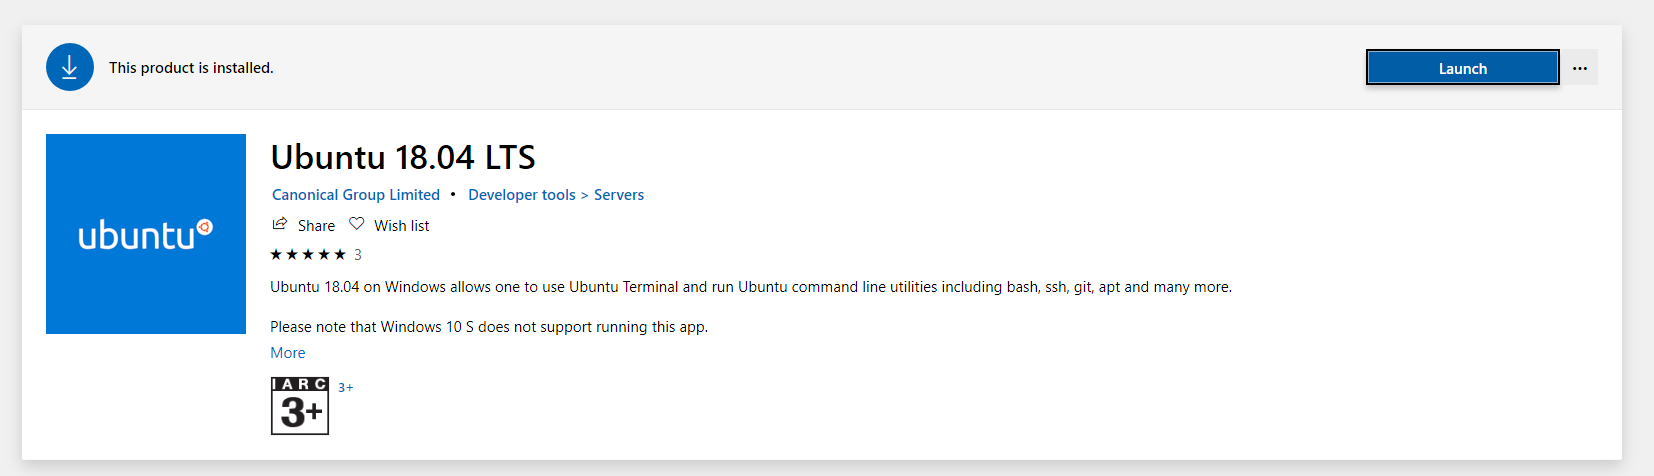 This product is installed.
Launch
...
ubuntu
Ubuntu 18.04 LTS
Canonical Group Limited • Developer tools > Servers
Share Wish list
★★★★★ 3
Ubuntu 18.04 on Windows allows one to use Ubuntu Terminal and run Ubuntu command line utilities including bash, ssh, git, apt and many more.
Please note that Windows 10 S does not support running this app.
More
IARC
3+
3+